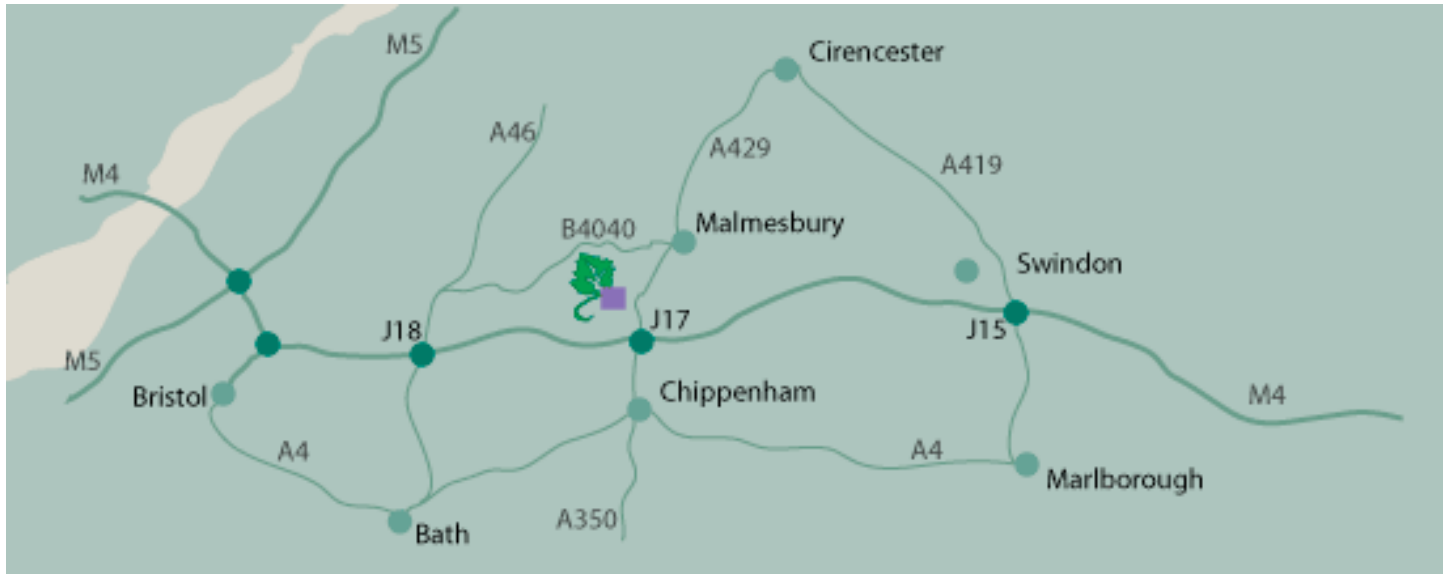 M5
Cirencester
A46
A429
A419
M4
B4040
Malmesbury
Swindon
J18
J17
J15
M5
Bristol
Chippenham
M4
A4
A4
Marlborough
A350
Bath